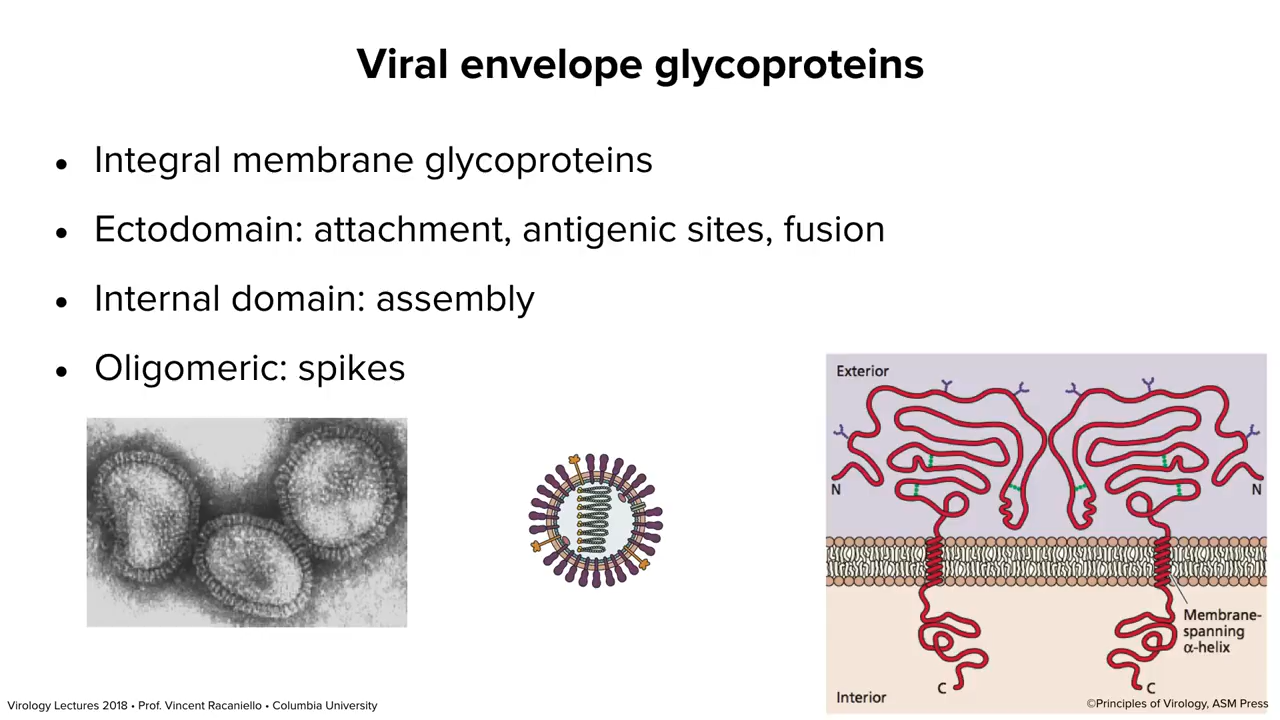 Viral envelope glycoproteins
• Integral membrane glycoproteins
• Ectodomain: attachment, antigenic sites, fusion
• Internal domain: assembly
• Oligomeric: spikes
Exterior
N
N
Membrane-
spanning
α-helix
C
C
Interior
©Principles of Virology, ASM Press
Virology Lectures 2018 • Prof. Vincent Racaniello • Columbia University